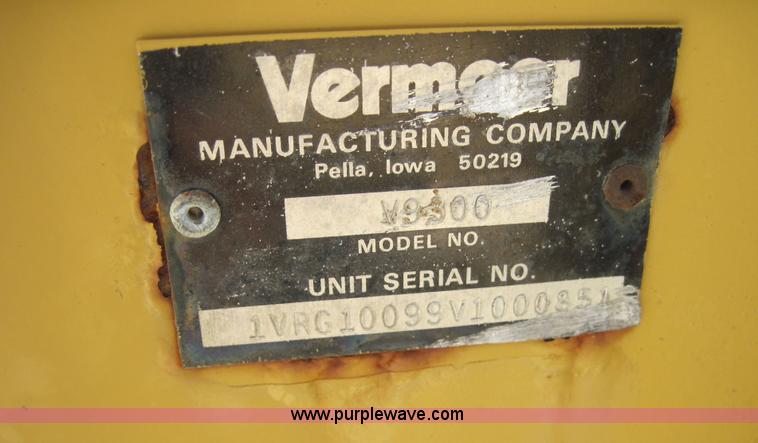 Vermeer
MANUFACTURING COMPANY
Pella, Iowa 50219
MODEL NO.
UNIT SERIAL NO.
www.purplewave.com